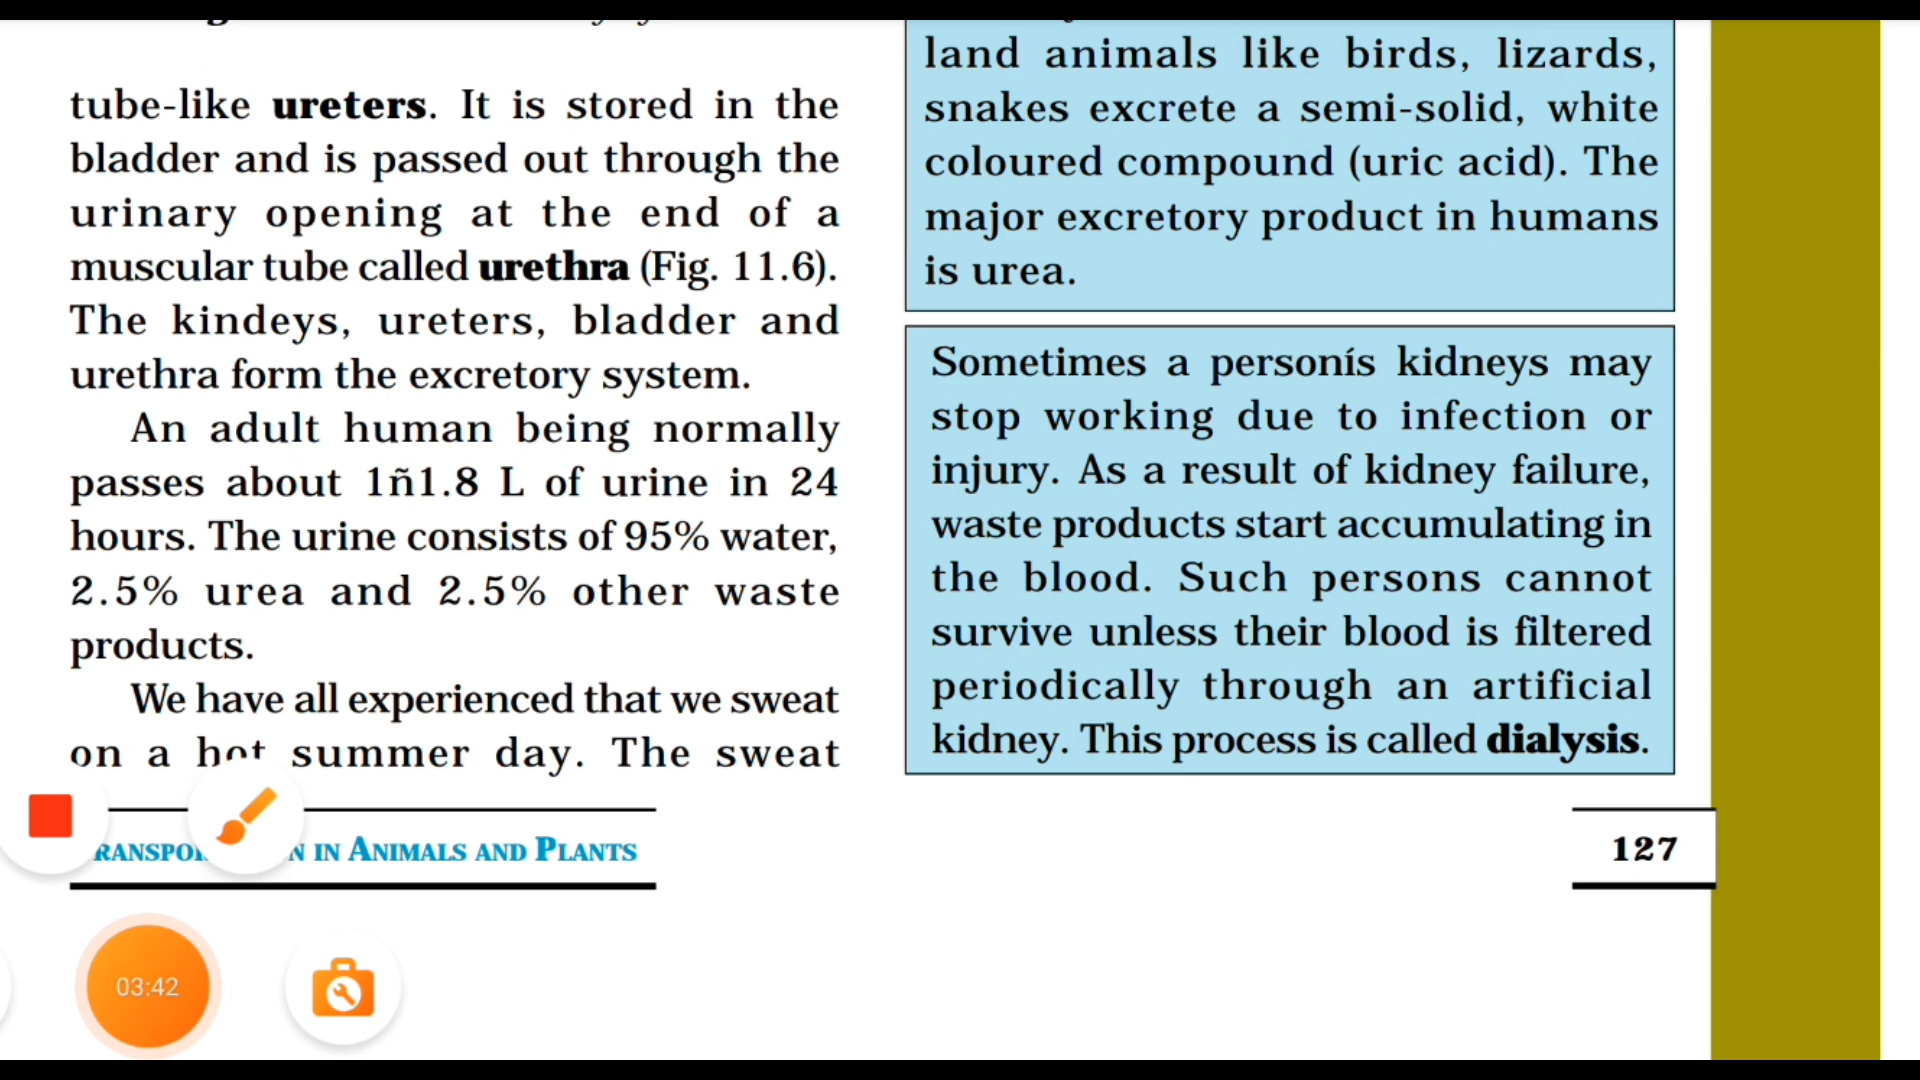 tube-like ureters. It is stored in the
bladder and is passed out through the
urinary opening at the end of a
muscular tube called urethra (Fig. 11.6).
The kindeys, ureters, bladder and
urethra form the excretory system.
An adult human being normally
passes about 1ñ1.8 L of urine in 24
hours. The urine consists of 95% water,
2.5% urea and 2.5% other waste
products.
We have all experienced that we sweat
on a hot summer day. The sweat
land animals like birds, lizards,
snakes excrete a semi-solid, white
coloured compound (uric acid). The
major excretory product in humans
is urea.
Sometimes a personís kidneys may
stop working due to infection or
injury. As a result of kidney failure,
waste products start accumulating in
the blood. Such persons cannot
survive unless their blood is filtered
periodically through an artificial
kidney. This process is called dialysis.
IN ANIMALS AND PLANTS
127
03:42